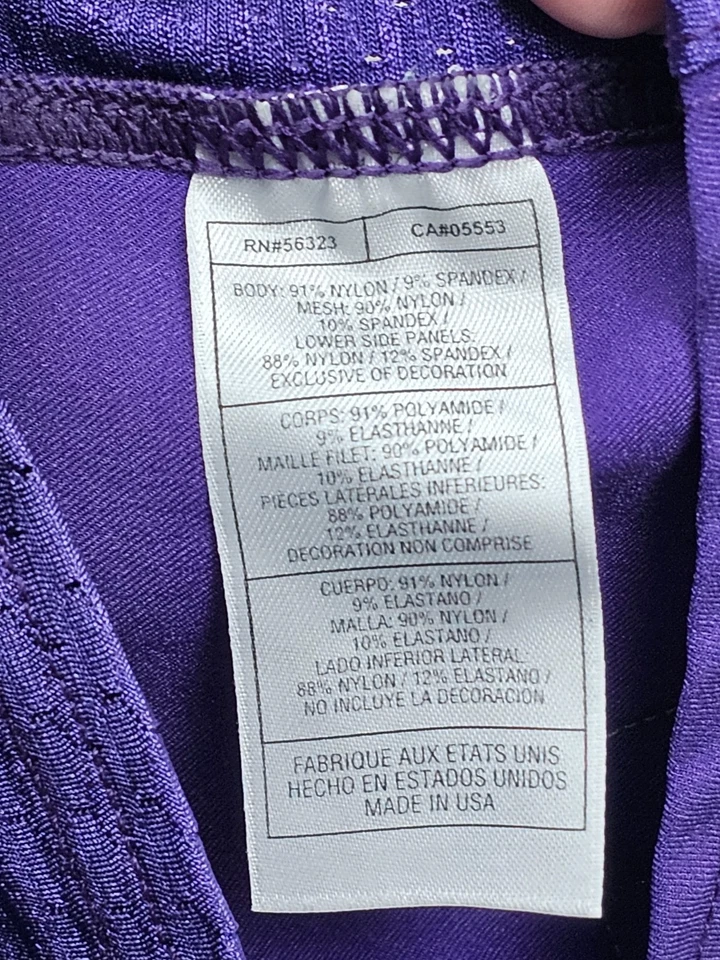 RN#56323 CA#05553
BODY: 91% NYLON / 9% SPANDEX /
MESH: 90% NYLON /
10% SPANDEX /
LOWER SIDE PANELS:
88% NYLON / 12% SPANDEX /
EXCLUSIVE OF DECORATION
CORPS: 91% POLYAMIDE /
9% ELASTHANNE /
MAILLE FILET: 90% POLYAMIDE /
10% ELASTHANNE /
PIECES LATERALES INFERIEURES:
88% POLYAMIDE /
12% ELASTHANNE /
DECORATION NON COMPRISE
CUERPO: 91% NYLON /
9% ELASTANO /
MALLA: 90% NYLON /
10% ELASTANO /
LADO INFERIOR LATERAL
88% NYLON / 12% ELASTANO /
NO INCLUYE LA DECORACION
FABRIQUE AUX ETATS UNIS
HECHO EN ESTADOS UNIDOS
MADE IN USA